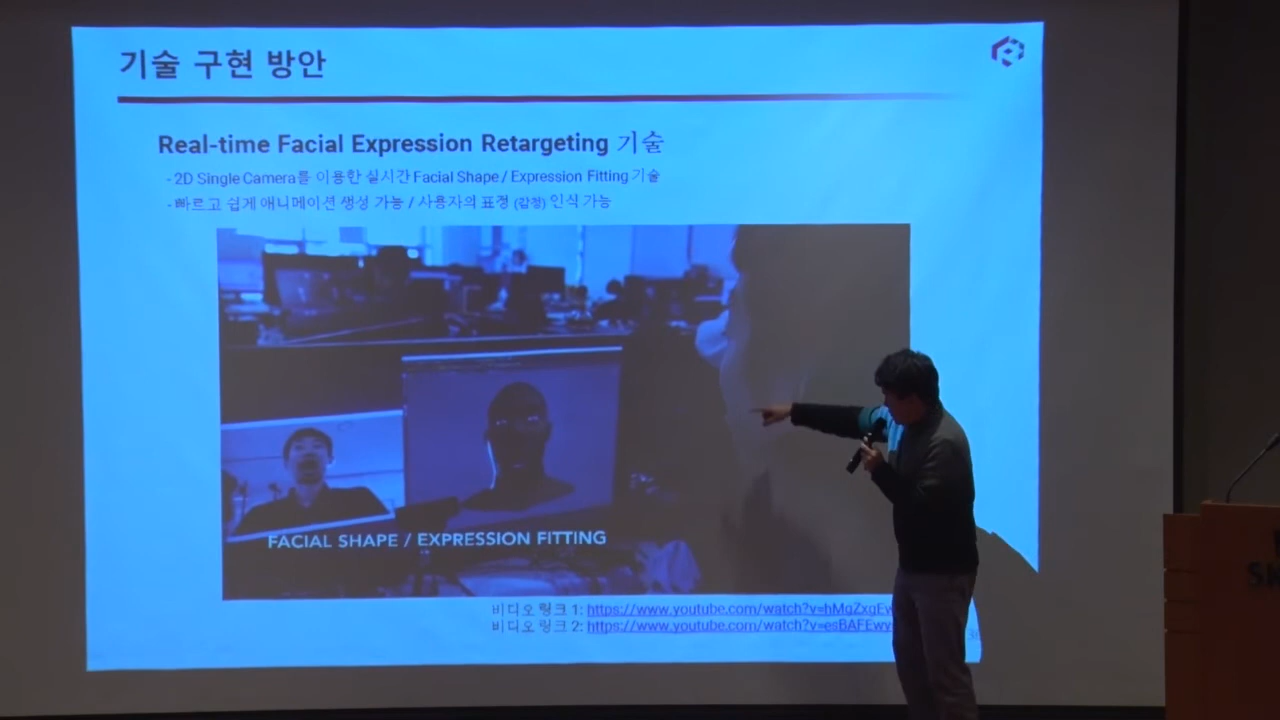 기술 구현 방안
Real-time Facial Expression Retargeting 기술
- 2D Single Camera를 이용한 실시간 Facial Shape / Expression Fitting 기술
- 빠르고 쉽게 애니메이션 생성 가능 / 사용자의 표정 (감정) 인식 가능
FACIAL SHAPE / EXPRESSION FITTING
비디오 링크 1: https://www.youtube.com/watch?v=hMgZxgEw
비디오 링크 2: https://www.youtube.com/watch?v=esBAFEwy